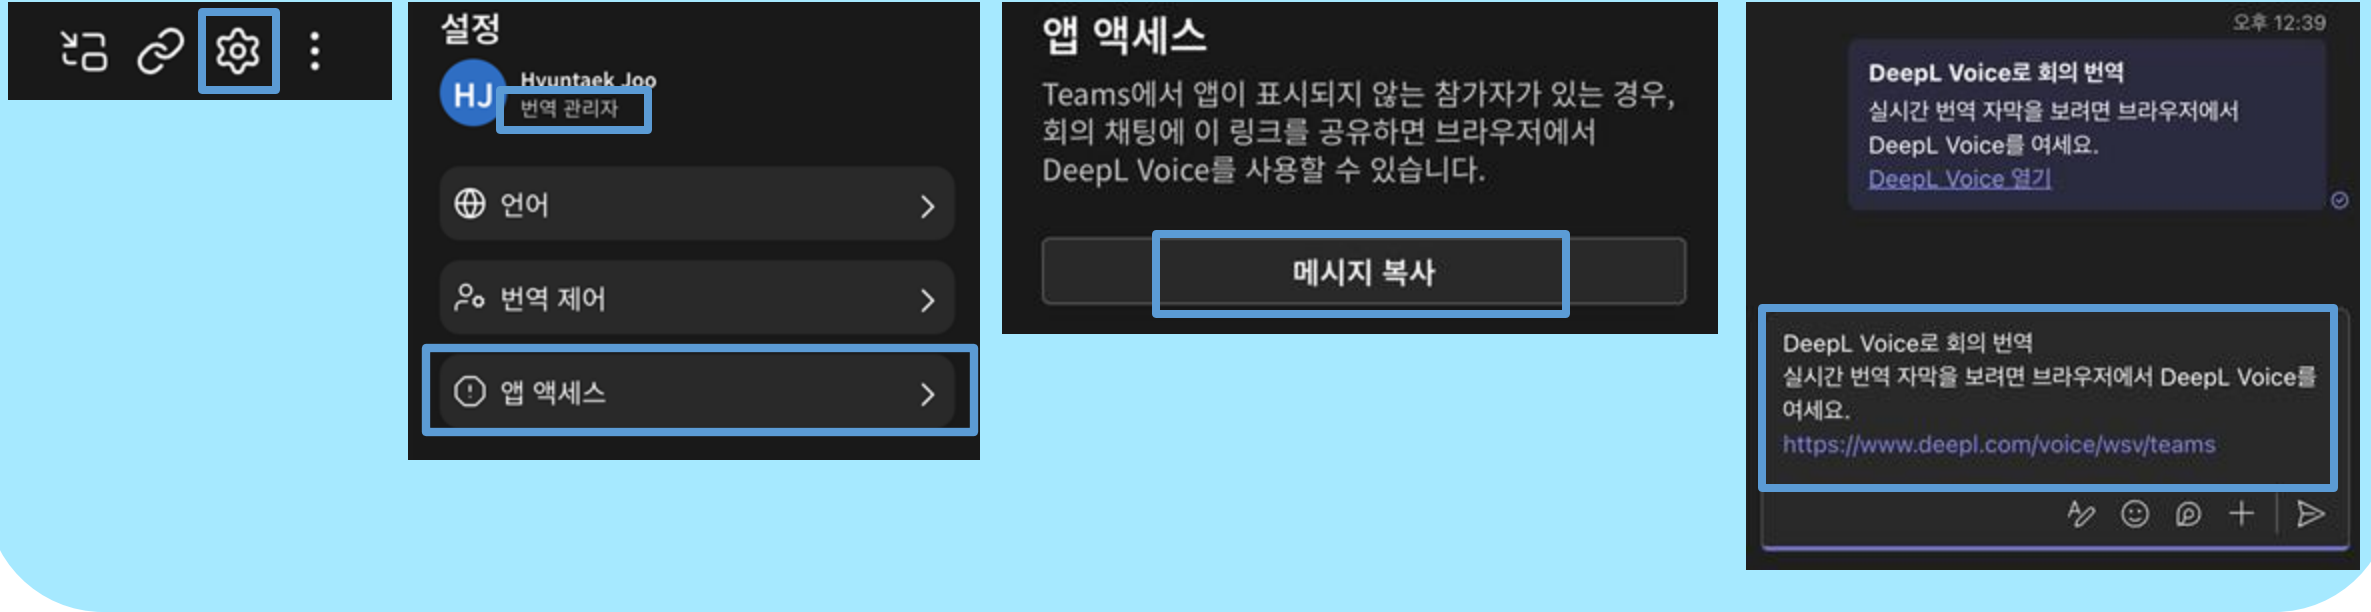 설정
HJ
Hyuntaek Joo
번역 관리자
언어
번역 제어
앱 액세스
앱 액세스
Teams에서 앱이 표시되지 않는 참가자가 있는 경우,
회의 채팅에 이 링크를 공유하면 브라우저에서
DeepL Voice를 사용할 수 있습니다.
메시지 복사
오후 12:39
DeepL Voice로 회의 번역
실시간 번역 자막을 보려면 브라우저에서
DeepL Voice를 여세요.
DeepL Voice 열기
DeepL Voice로 회의 번역
실시간 번역 자막을 보려면 브라우저에서 DeepL Voice를
여세요.
https://www.deepl.com/voice/wsv/teams